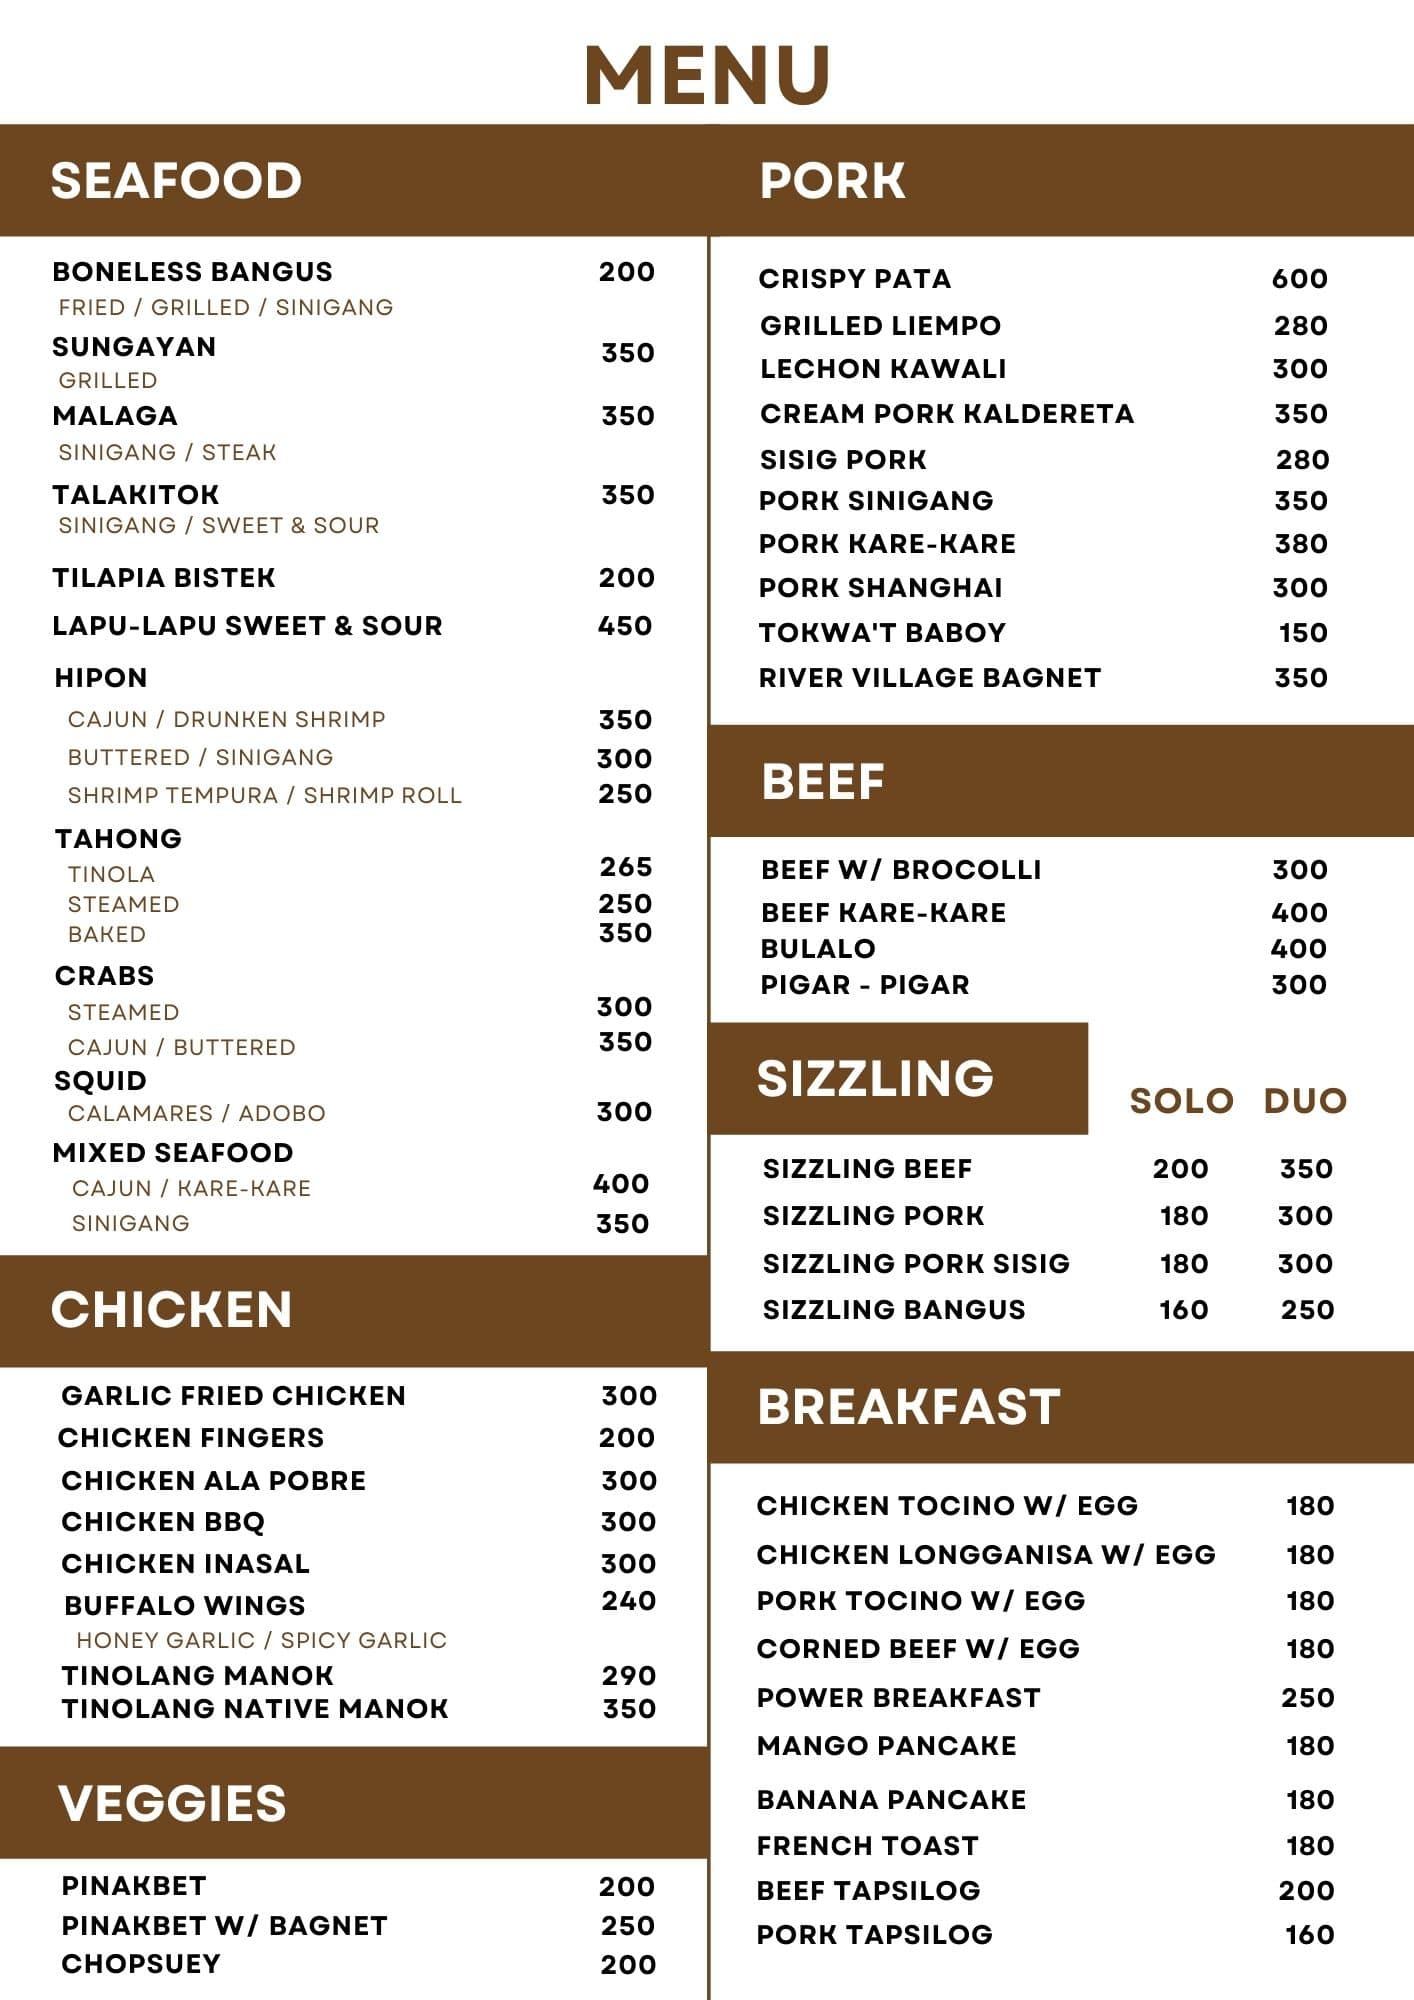 MENU
SEAFOOD
BONELESS BANGUS 200
FRIED / GRILLED / SINIGANG
SUNGAYAN 350
GRILLED
MALAGA 350
SINIGANG / STEAK
TALAKITOK 350
SINIGANG / SWEET & SOUR
TILAPIA BISTEK 200
LAPU-LAPU SWEET & SOUR 450
HIPON
CAJUN / DRUNKEN SHRIMP 350
BUTTERED / SINIGANG 300
SHRIMP TEMPURA / SHRIMP ROLL 250
TAHONG
TINOLA 265
STEAMED 250
BAKED 350
CRABS
STEAMED 300
CAJUN / BUTTERED 350
SQUID
CALAMARES / ADOBO 300
MIXED SEAFOOD
CAJUN / KARE-KARE 400
SINIGANG 350
CHICKEN
GARLIC FRIED CHICKEN 300
CHICKEN FINGERS 200
CHICKEN ALA POBRE 300
CHICKEN BBQ 300
CHICKEN INASAL 300
BUFFALO WINGS 240
HONEY GARLIC / SPICY GARLIC
TINOLANG MANOK 290
TINOLANG NATIVE MANOK 350
VEGGIES
PINAKBET 200
PINAKBET W/ BAGNET 250
CHOPSUEY 200
PORK
CRISPY PATA 600
GRILLED LIEMPO 280
LECHON KAWALI 300
CREAM PORK KALDERETA 350
SISIG PORK 280
PORK SINIGANG 350
PORK KARE-KARE 380
PORK SHANGHAI 300
TOKWA'T BABOY 150
RIVER VILLAGE BAGNET 350
BEEF
BEEF W/ BROCOLLI 300
BEEF KARE-KARE 400
BULALO 400
PIGAR - PIGAR 300
SIZZLING SOLO DUO
SIZZLING BEEF 200 350
SIZZLING PORK 180 300
SIZZLING PORK SISIG 180 300
SIZZLING BANGUS 160 250
BREAKFAST
CHICKEN TOCINO W/ EGG 180
CHICKEN LONGGANISA W/ EGG 180
PORK TOCINO W/ EGG 180
CORNED BEEF W/ EGG 180
POWER BREAKFAST 250
MANGO PANCAKE 180
BANANA PANCAKE 180
FRENCH TOAST 180
BEEF TAPSILOG 200
PORK TAPSILOG 160